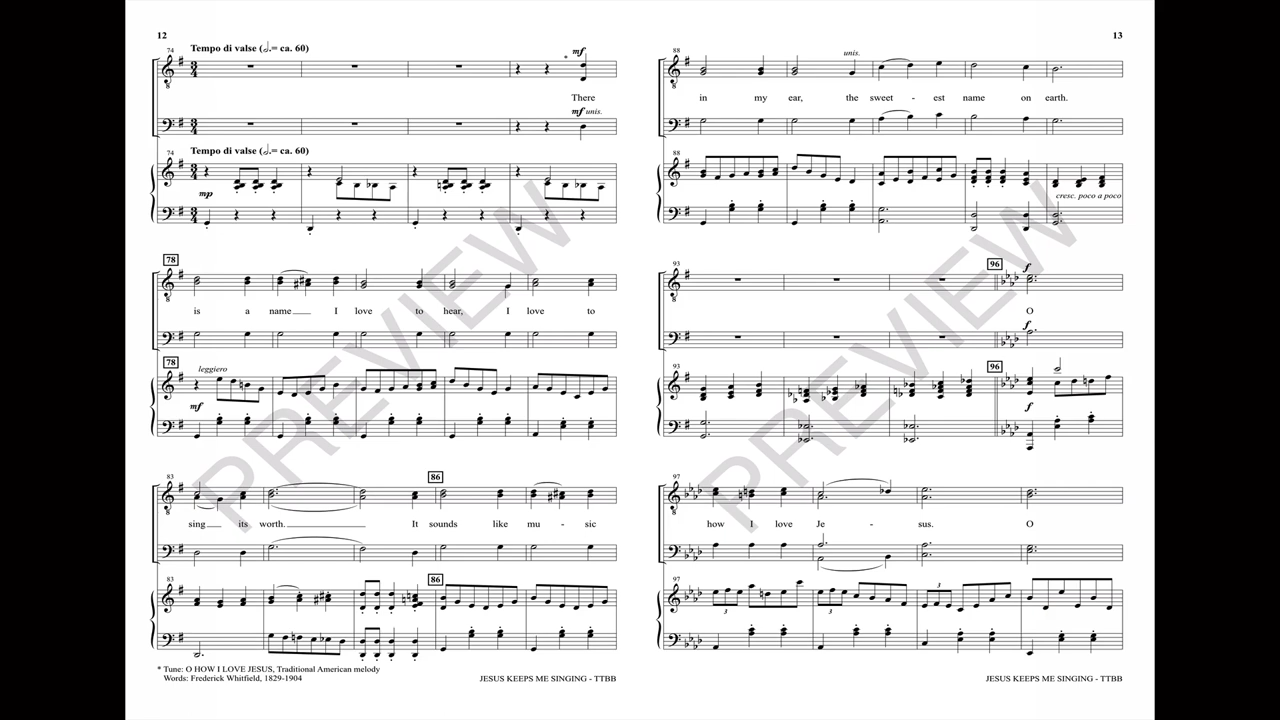 12
74
Tempo di valse (𝅗𝅥.= ca. 60)
*
mf
3
4
8
There
mf unis.
Tempo di valse (𝅗𝅥.= ca. 60)
74
mp
78
is a name I love to hear, I love to
78
leggiero
mf
83
86
sing its worth. It sounds like mu - sic
83
86
* Tune: O HOW I LOVE JESUS, Traditional American melody
Words: Frederick Whitfield, 1829-1904
JESUS KEEPS ME SINGING - TTBB
PREVIEW
13
88
unis.
in my ear, the sweet - est name on earth.
88
cresc. poco a poco
93
96
f
O
f
93
96
f
97
how I love Je - sus. O
97
3
3
3
JESUS KEEPS ME SINGING - TTBB
PREVIEW